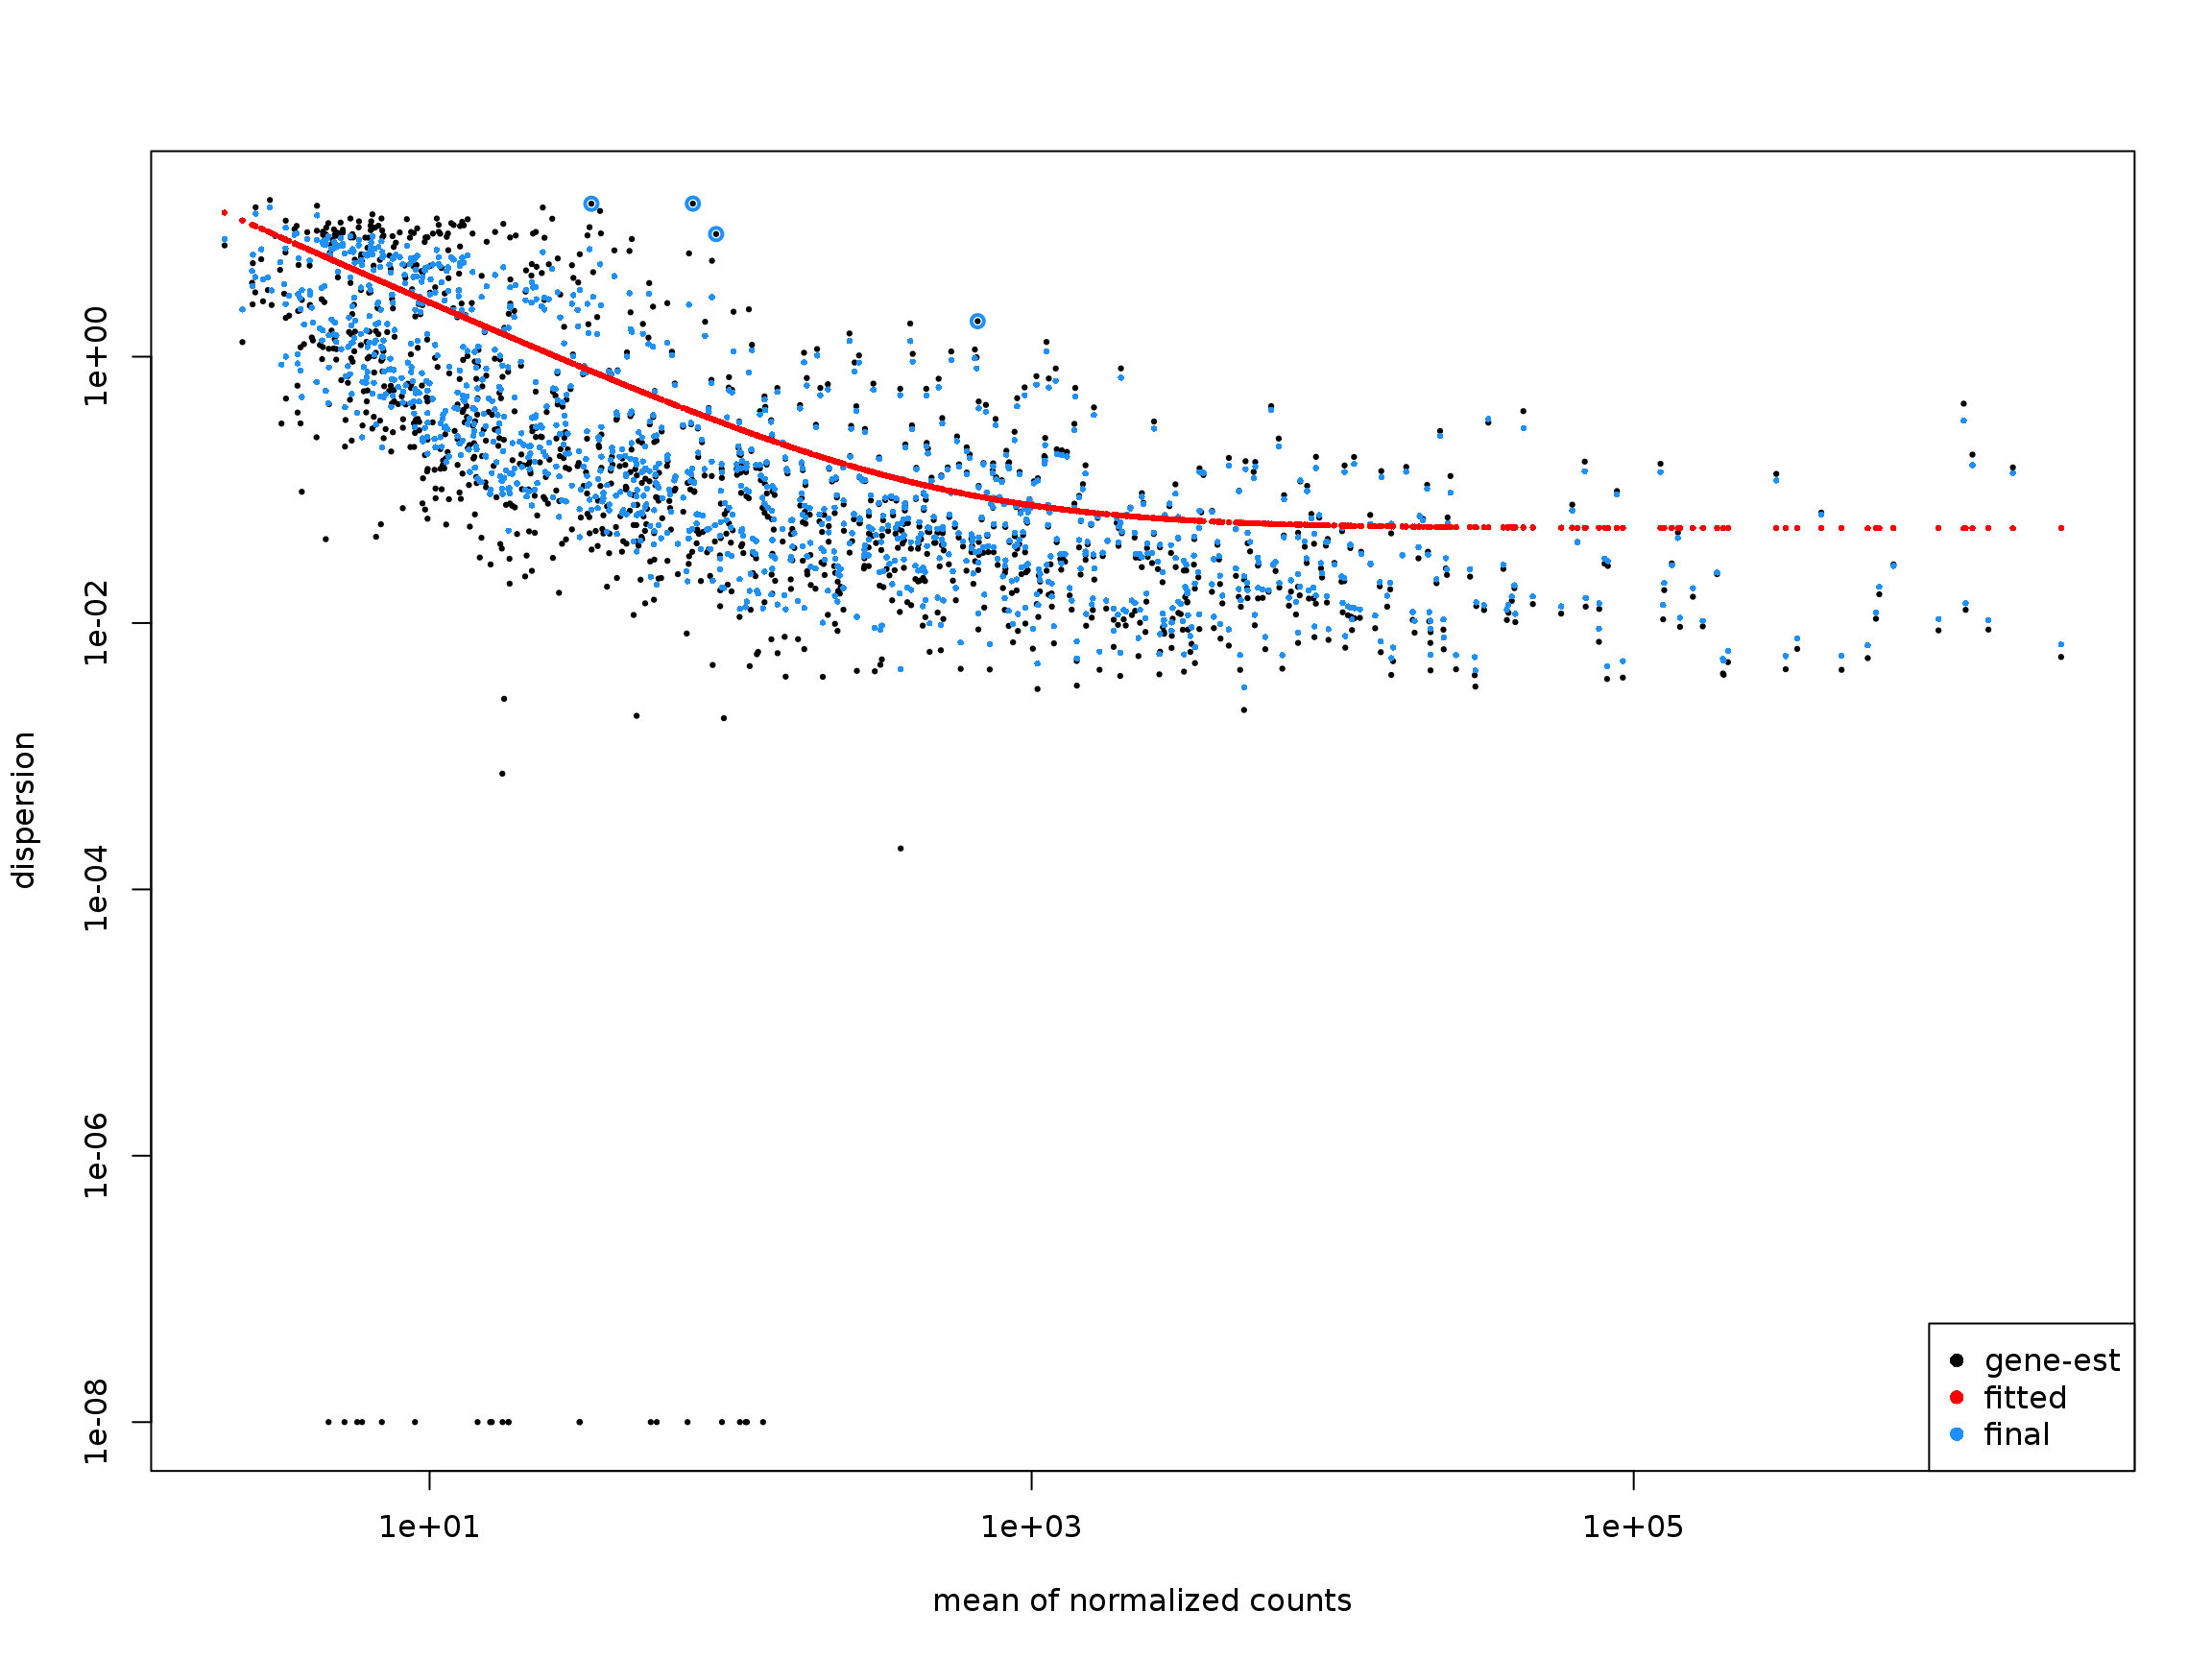 dispersion
1e+00
1e-02
1e-04
1e-06
1e-08
1e+01
1e+03
1e+05
mean of normalized counts
gene-est
fitted
final